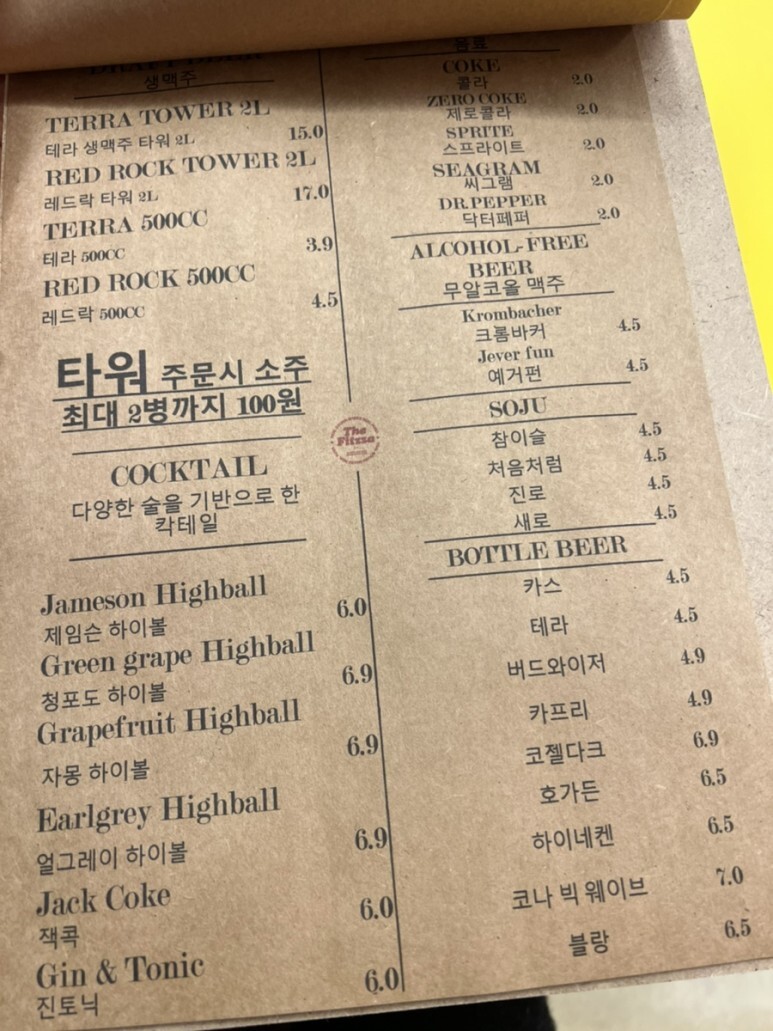 DRAFT BEER
생맥주
TERRA TOWER 2L
테라 생맥주 타워 2L 15.0
RED ROCK TOWER 2L
레드락 타워 2L 17.0
TERRA 500CC
테라 500CC 3.9
RED ROCK 500CC
레드락 500CC 4.5
타워 주문시 소주
최대 2병까지 100원
COCKTAIL
다양한 술을 기반으로 한
칵테일
Jameson Highball
제임슨 하이볼 6.0
Green grape Highball
청포도 하이볼 6.9
Grapefruit Highball
자몽 하이볼 6.9
Earlgrey Highball
얼그레이 하이볼 6.9
Jack Coke
잭콕 6.0
Gin & Tonic
진토닉 6.0
The
Fitzza
음료
COKE
콜라 2.0
ZERO COKE
제로콜라 2.0
SPRITE
스프라이트 2.0
SEAGRAM
씨그램 2.0
DR.PEPPER
닥터페퍼 2.0
ALCOHOL-FREE
BEER
무알코올 맥주
Krombacher
크롬바커 4.5
Jever fun
예거펀 4.5
SOJU
참이슬 4.5
처음처럼 4.5
진로 4.5
새로 4.5
BOTTLE BEER
카스 4.5
테라 4.5
버드와이저 4.9
카프리 4.9
코젤다크 6.9
호가든 6.5
하이네켄 6.5
코나 빅 웨이브 7.0
블랑 6.5